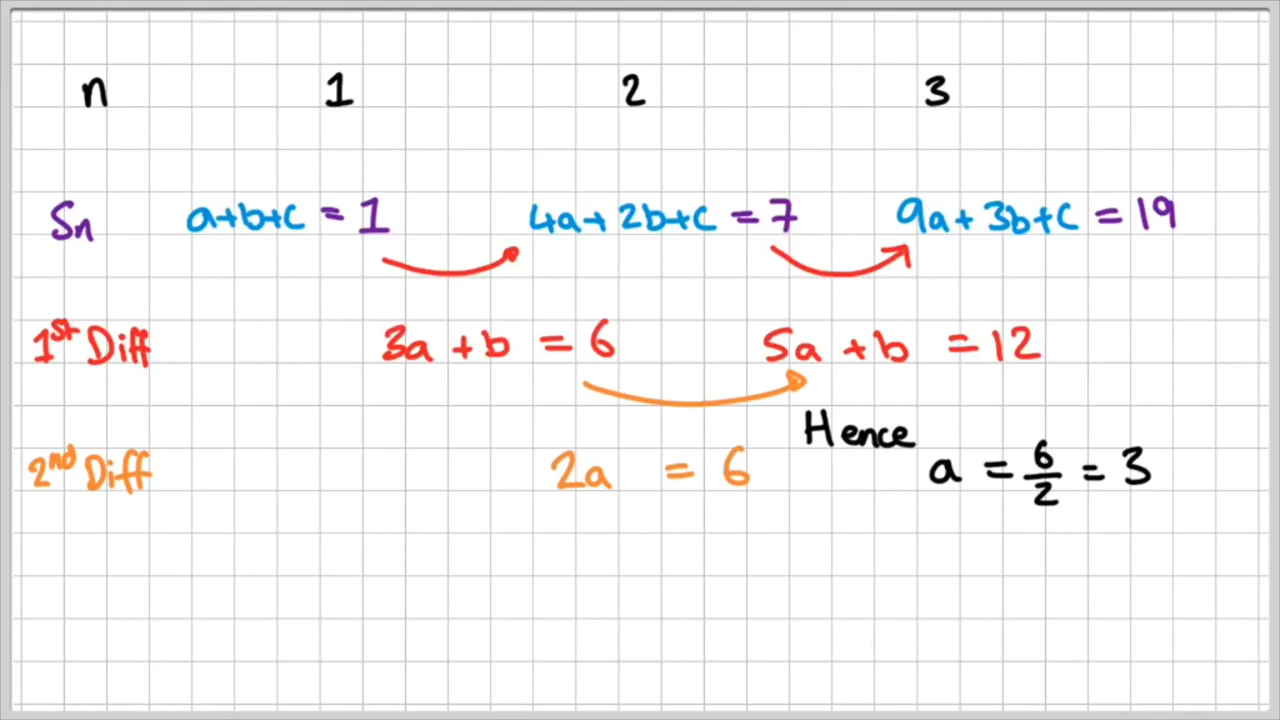 n 1 2 3
Sn a+b+c = 1 4a+2b+c = 7 9a+3b+c = 19
1st Diff 3a + b = 6 5a + b = 12
Hence
2nd Diff 2a = 6 a = 6/2 = 3